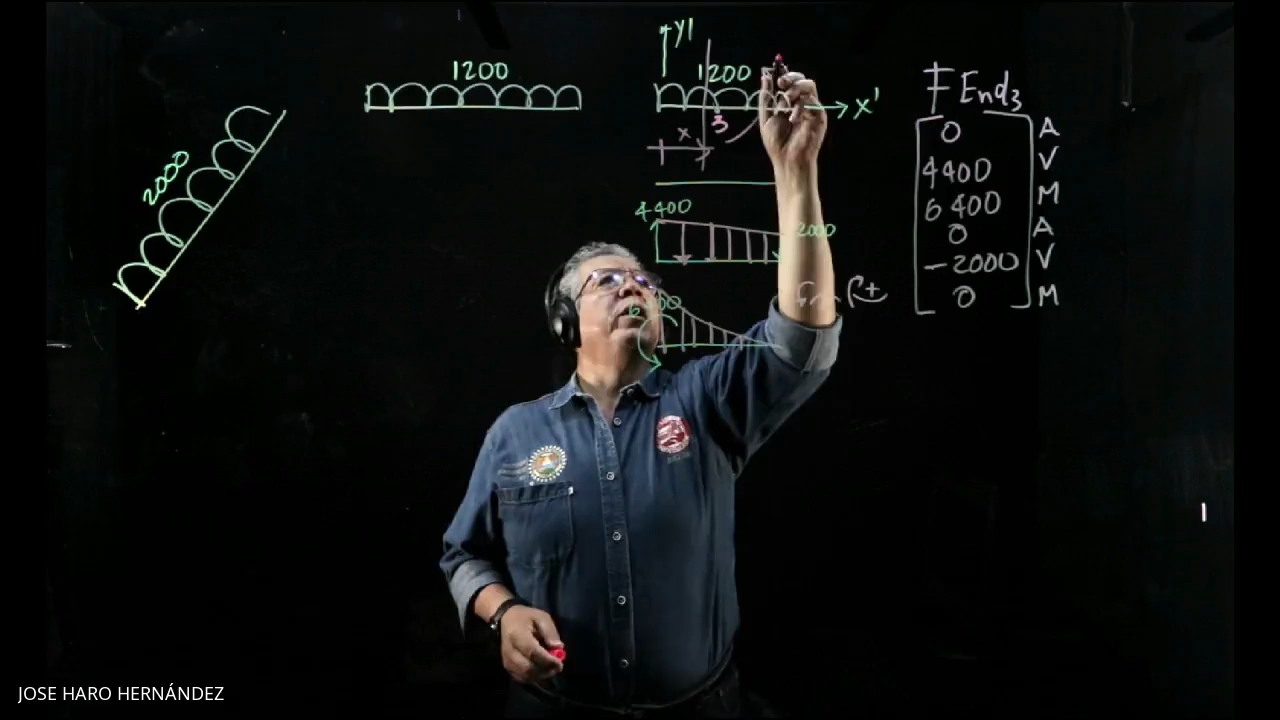 2000
1200
y'
1200
x'
3
x
4400
2000
‡ End3
0 A
4400 V
6400 M
0 A
-2000 V
0 M
JOSE HARO HERNÁNDEZ